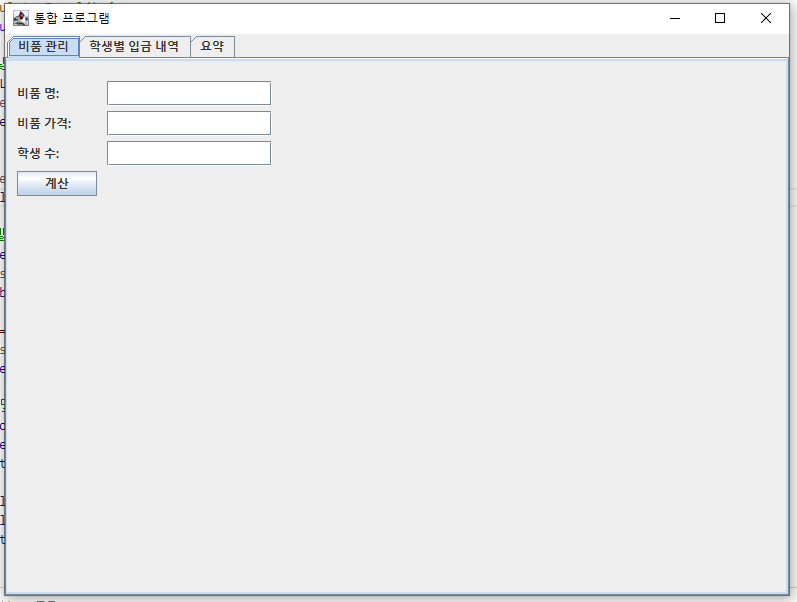 통합 프로그램
비품 관리 학생별 입금 내역 요약
비품 명:
비품 가격:
학생 수:
계산